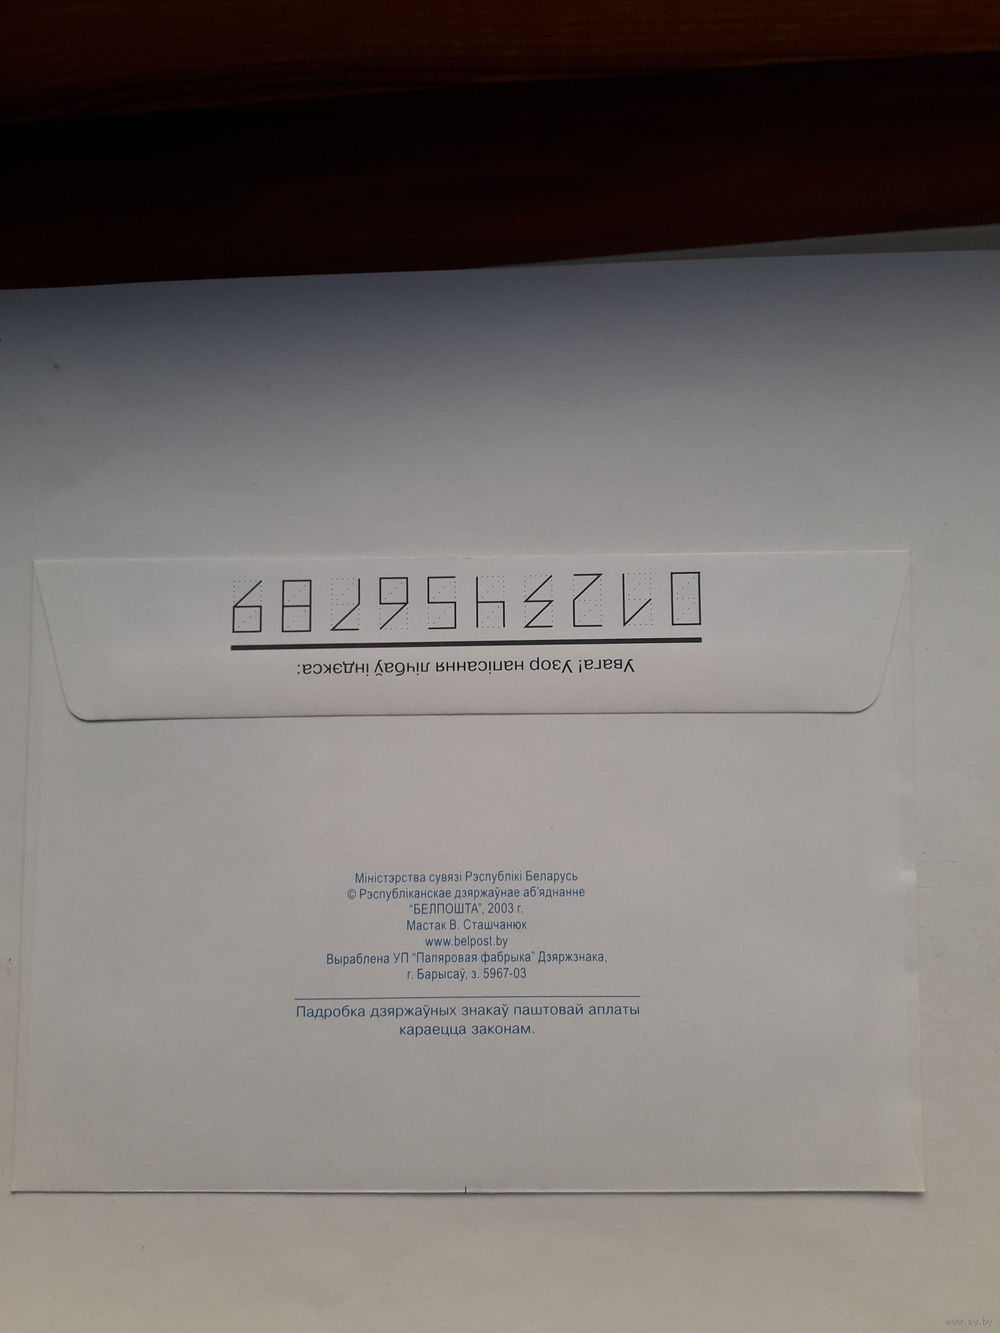 Увага! Узор напісання лічбаў індэкса:
0123456789
Міністэрства сувязі Рэспублікі Беларусь
© Рэспубліканскае дзяржаўнае аб'яднанне
"БЕЛПОШТА", 2003 г.
Мастак В. Сташчанюк
www.belpost.by
Выраблена УП "Папяровая фабрыка" Дзяржзнака,
г. Барысаў, з. 5967-03
Падробка дзяржаўных знакаў паштовай аплаты
караецца законам.
www.ay.by